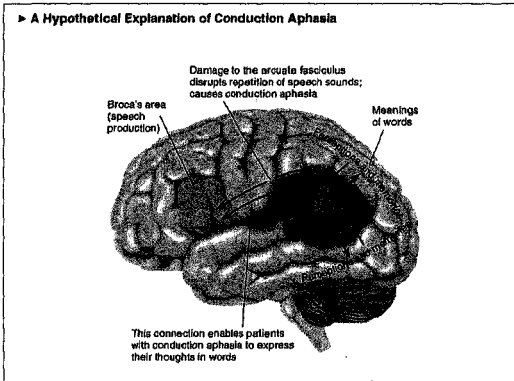 ► A Hypothetical Explanation of Conduction Aphasia
Damage to the arcuate fasciculus
disrupts repetition of speech sounds;
causes conduction aphasia
Broca's area
(speech
production)
Meanings
of words
This connection enables patients
with conduction aphasia to express
their thoughts in words